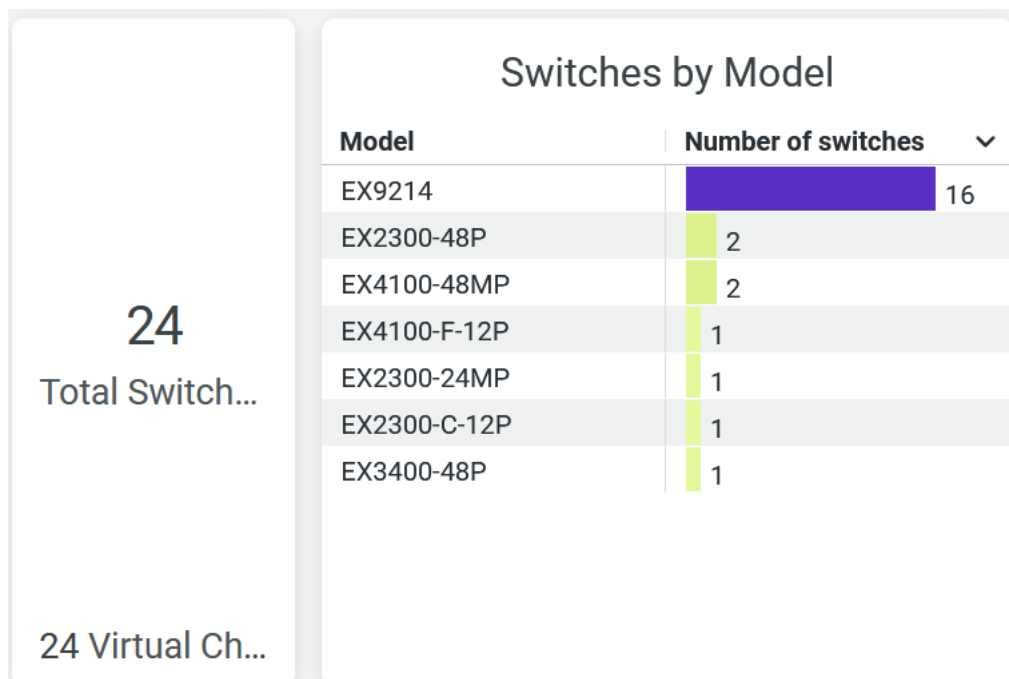 24
Total Switch...
24 Virtual Ch...
Switches by Model
Model Number of switches
EX9214 16
EX2300-48P 2
EX4100-48MP 2
EX4100-F-12P 1
EX2300-24MP 1
EX2300-C-12P 1
EX3400-48P 1